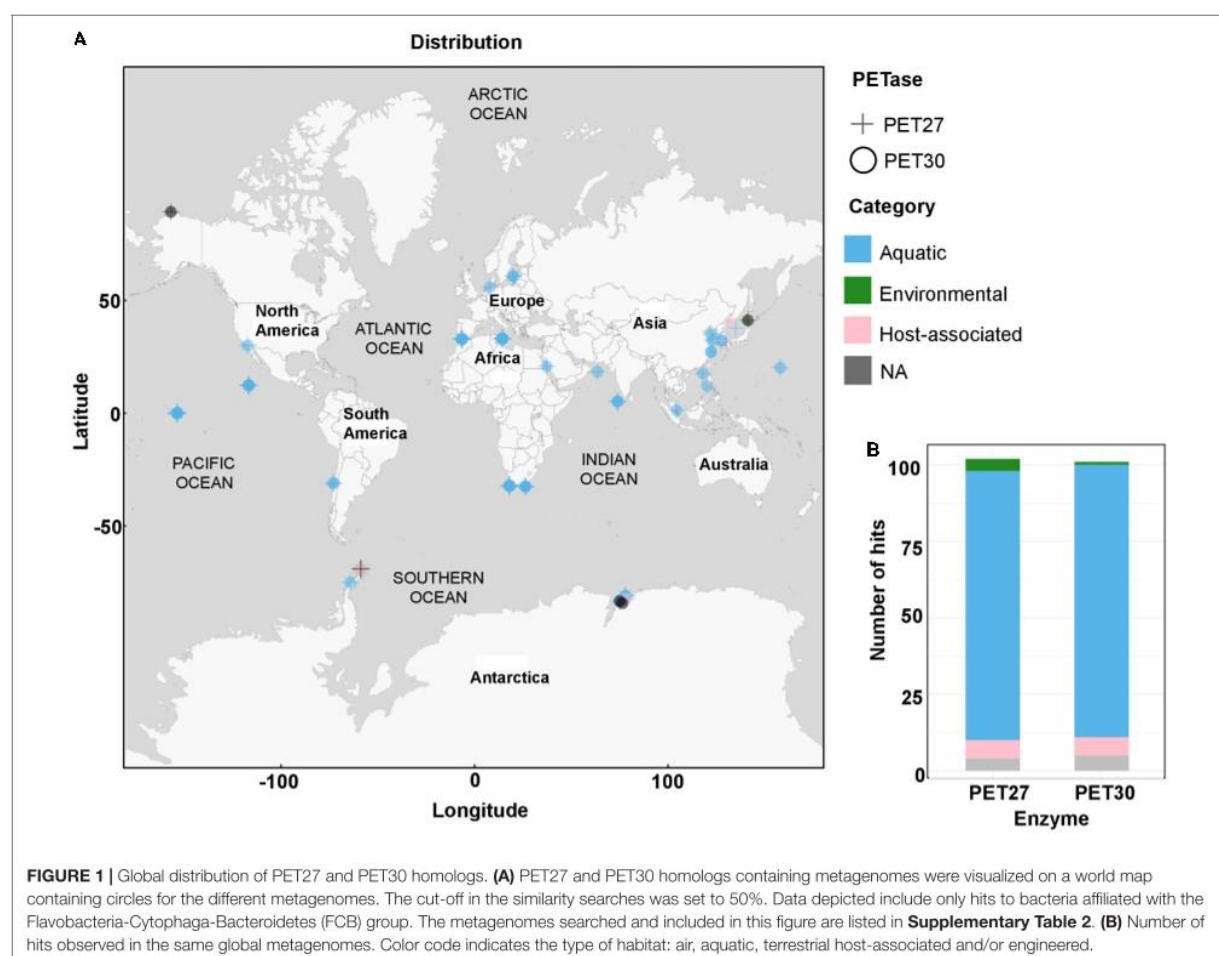 A
Distribution
ARCTIC
OCEAN
50
0
-50
Latitude
North
America
ATLANTIC
OCEAN
Europe
Asia
Africa
South
America
PACIFIC
OCEAN
INDIAN
OCEAN
Australia
SOUTHERN
OCEAN
Antarctica
-100
0
100
Longitude
PETase
PET27
PET30
Category
Aquatic
Environmental
Host-associated
NA
B
100
75
50
25
0
Number of hits
PET27
PET30
Enzyme
FIGURE 1 | Global distribution of PET27 and PET30 homologs. (A) PET27 and PET30 homologs containing metagenomes were visualized on a world map
containing circles for the different metagenomes. The cut-off in the similarity searches was set to 50%. Data depicted include only hits to bacteria affiliated with the
Flavobacteria-Cytophaga-Bacteroidetes (FCB) group. The metagenomes searched and included in this figure are listed in Supplementary Table 2. (B) Number of
hits observed in the same global metagenomes. Color code indicates the type of habitat: air, aquatic, terrestrial host-associated and/or engineered.